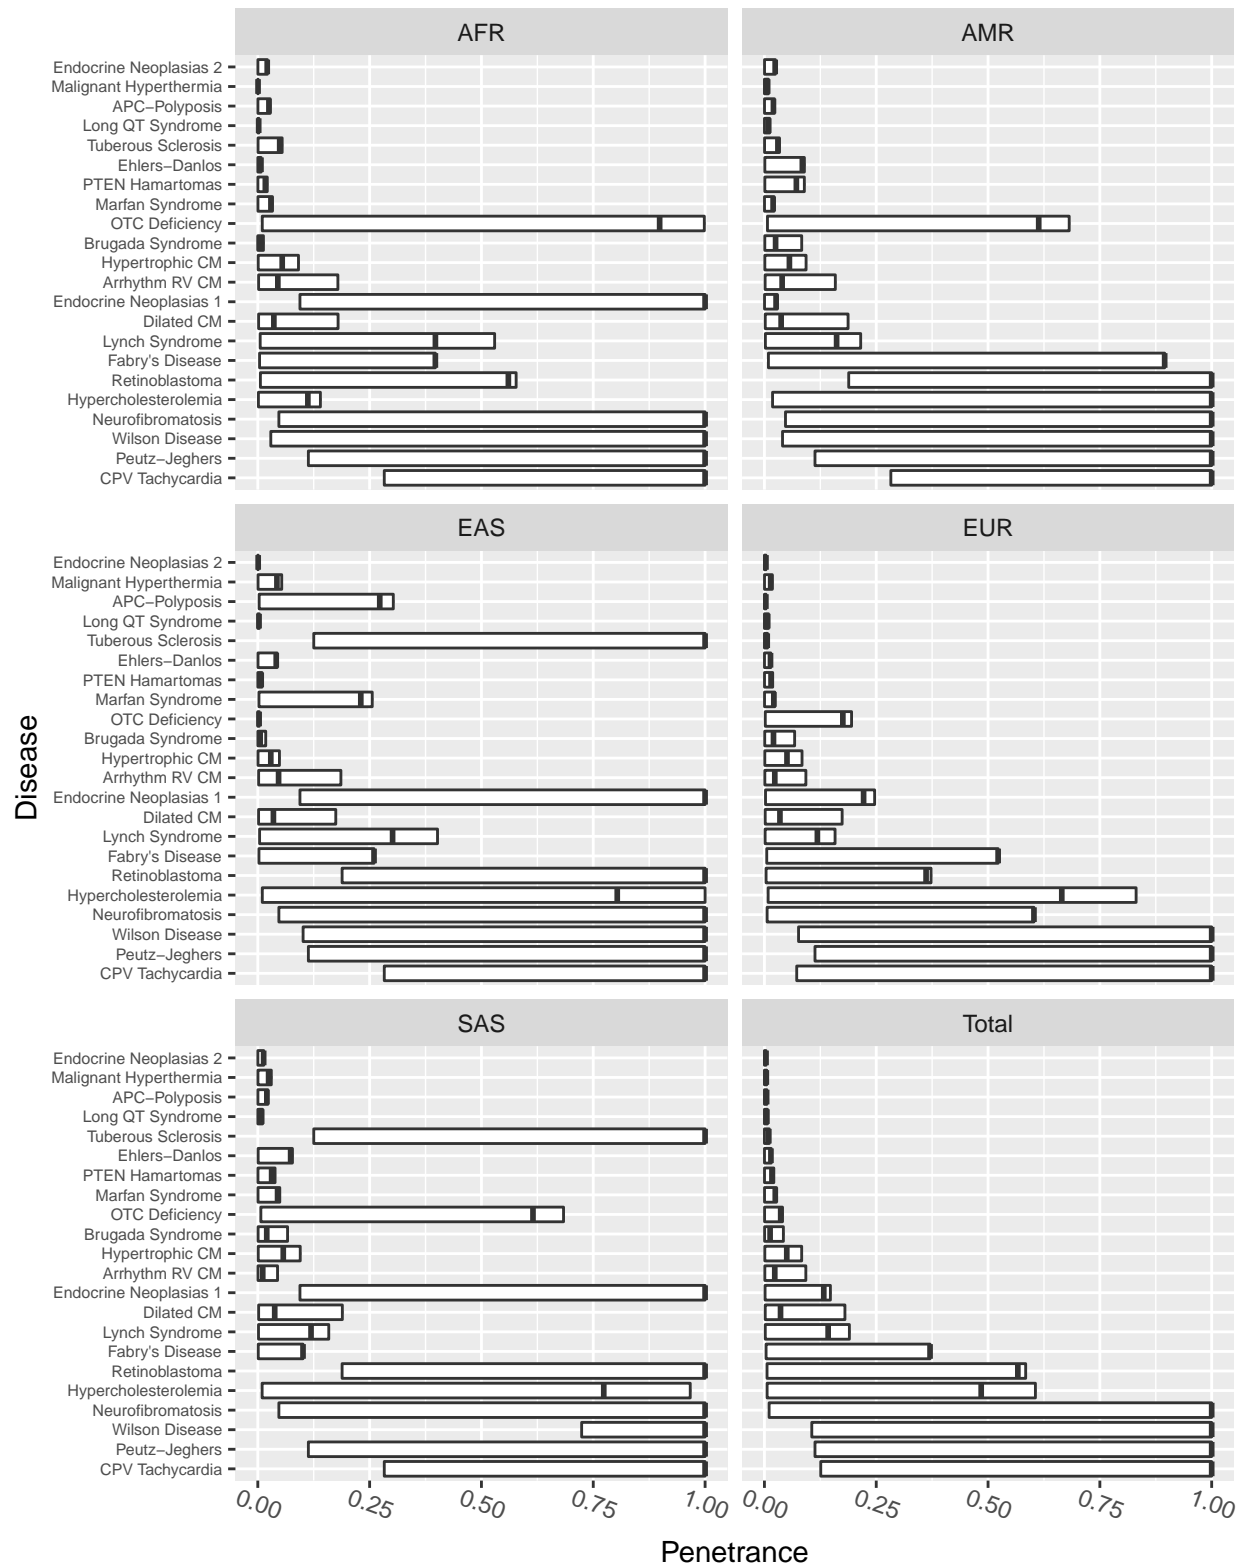 AFR
AMR
Endocrine Neoplasias 2
Malignant Hyperthermia
APC−Polyposis
Long QT Syndrome
Tuberous Sclerosis
Ehlers−Danlos
PTEN Hamartomas
Marfan Syndrome
OTC Deficiency
Brugada Syndrome
Hypertrophic CM
Arrhythm RV CM
Endocrine Neoplasias 1
Dilated CM
Lynch Syndrome
Fabry's Disease
Retinoblastoma
Hypercholesterolemia
Neurofibromatosis
Wilson Disease
Peutz−Jeghers
CPV Tachycardia
EAS
EUR
Endocrine Neoplasias 2
Malignant Hyperthermia
APC−Polyposis
Long QT Syndrome
Tuberous Sclerosis
Ehlers−Danlos
PTEN Hamartomas
Marfan Syndrome
OTC Deficiency
Brugada Syndrome
Hypertrophic CM
Arrhythm RV CM
Endocrine Neoplasias 1
Dilated CM
Lynch Syndrome
Fabry's Disease
Retinoblastoma
Hypercholesterolemia
Neurofibromatosis
Wilson Disease
Peutz−Jeghers
CPV Tachycardia
Disease
SAS
Total
Endocrine Neoplasias 2
Malignant Hyperthermia
APC−Polyposis
Long QT Syndrome
Tuberous Sclerosis
Ehlers−Danlos
PTEN Hamartomas
Marfan Syndrome
OTC Deficiency
Brugada Syndrome
Hypertrophic CM
Arrhythm RV CM
Endocrine Neoplasias 1
Dilated CM
Lynch Syndrome
Fabry's Disease
Retinoblastoma
Hypercholesterolemia
Neurofibromatosis
Wilson Disease
Peutz−Jeghers
CPV Tachycardia
0.00 0.25 0.50 0.75 1.00
0.00 0.25 0.50 0.75 1.00
Penetrance